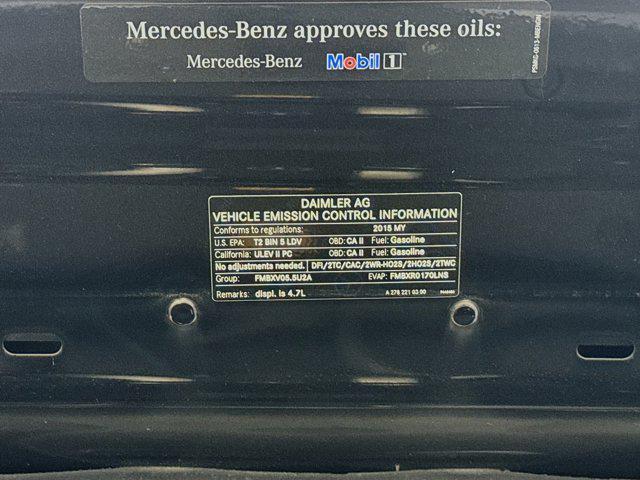 Mercedes-Benz approves these oils:
Mercedes-Benz Mobil 1
DAIMLER AG
VEHICLE EMISSION CONTROL INFORMATION
Conforms to regulations: 2015 MY
U.S. EPA: T2 BIN 5 LDV OBD: CA II Fuel: Gasoline
California: ULEV II PC OBD: CA II Fuel: Gasoline
No adjustments needed. DFI/2TC/CAC/2WR-HO2S/2HO2S/2TWC
Group: FMBXV05.5U2A EVAP: FMBXR0170LNS
Remarks: displ. is 4.7L A 278 221 03 00